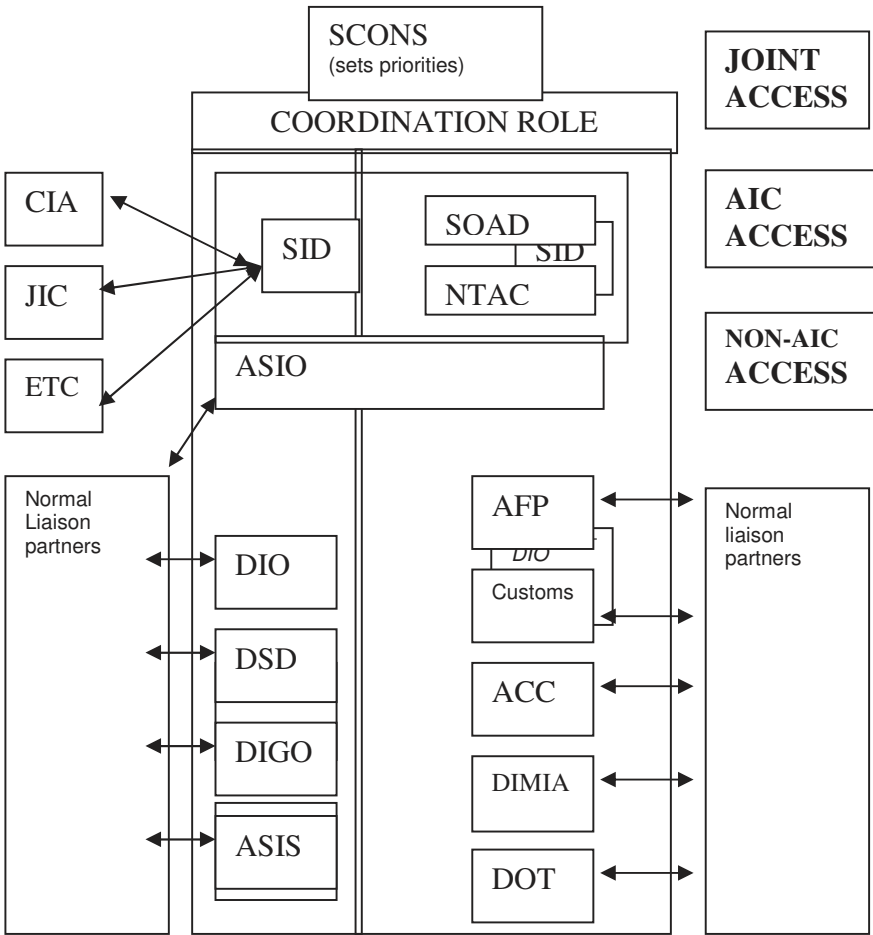 SCONS
(sets priorities)
JOINT
ACCESS
COORDINATION ROLE
CIA
SID
SOAD
SID
NTAC
AIC
ACCESS
JIC
ETC
ASIO
NON-AIC
ACCESS
Normal
Liaison
partners
AFP
DIO
Customs
Normal
liaison
partners
DIO
DSD
ACC
DIGO
DIMIA
ASIS
DOT